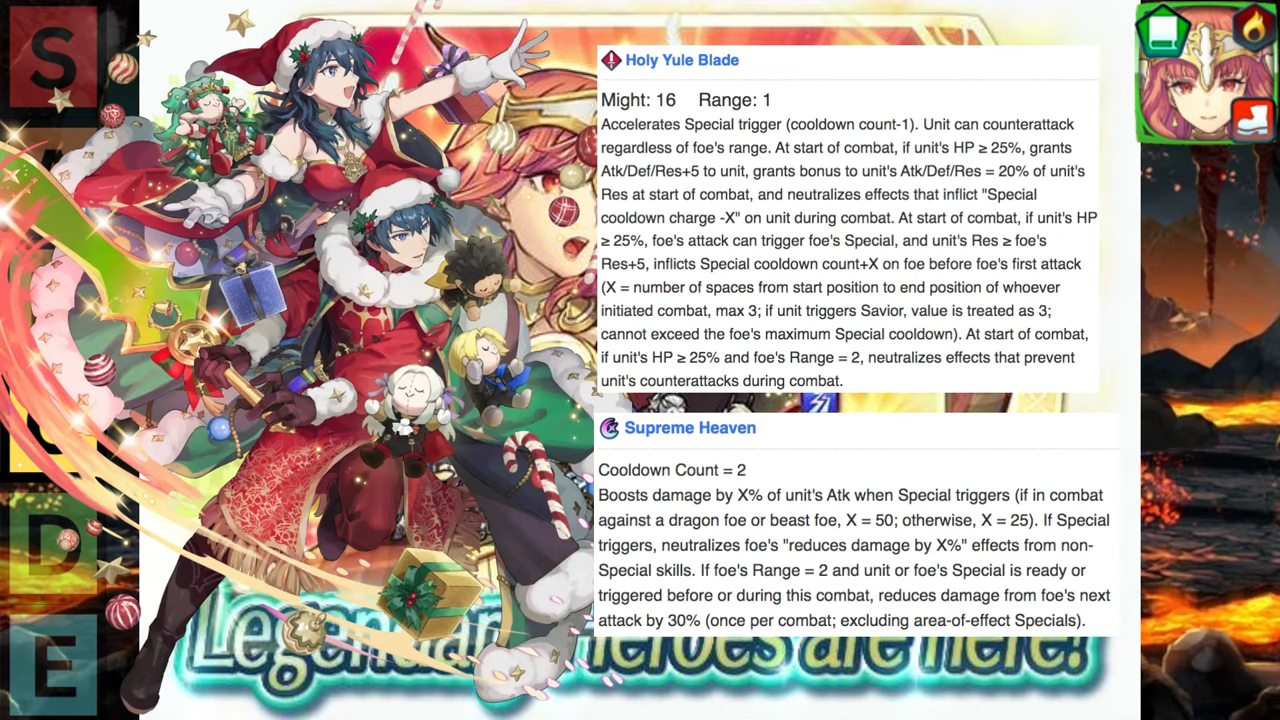 S
D
E
Holy Yule Blade
Might: 16 Range: 1
Accelerates Special trigger (cooldown count-1). Unit can counterattack
regardless of foe's range. At start of combat, if unit's HP ≥ 25%, grants
Atk/Def/Res+5 to unit, grants bonus to unit's Atk/Def/Res = 20% of unit's
Res at start of combat, and neutralizes effects that inflict "Special
cooldown charge -X" on unit during combat. At start of combat, if unit's HP
≥ 25%, foe's attack can trigger foe's Special, and unit's Res ≥ foe's
Res+5, inflicts Special cooldown count+X on foe before foe's first attack
(X = number of spaces from start position to end position of whoever
initiated combat, max 3; if unit triggers Savior, value is treated as 3;
cannot exceed the foe's maximum Special cooldown). At start of combat,
if unit's HP ≥ 25% and foe's Range = 2, neutralizes effects that prevent
unit's counterattacks during combat.
Supreme Heaven
Cooldown Count = 2
Boosts damage by X% of unit's Atk when Special triggers (if in combat
against a dragon foe or beast foe, X = 50; otherwise, X = 25). If Special
triggers, neutralizes foe's "reduces damage by X%" effects from non-
Special skills. If foe's Range = 2 and unit or foe's Special is ready or
triggered before or during this combat, reduces damage from foe's next
attack by 30% (once per combat; excluding area-of-effect Specials).
Legendary Heroes are here!